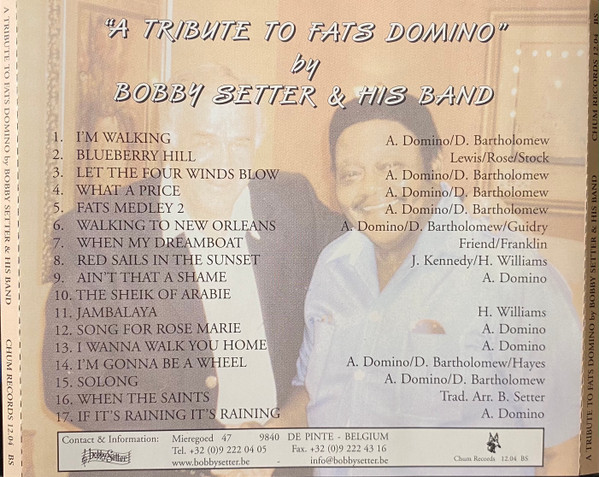 "A TRIBUTE TO FATS DOMINO"
by
BOBBY SETTER & HIS BAND
1. I'M WALKING A. Domino/D. Bartholomew
2. BLUEBERRY HILL Lewis/Rose/Stock
3. LET THE FOUR WINDS BLOW A. Domino/D. Bartholomew
4. WHAT A PRICE A. Domino/D. Bartholomew
5. FATS MEDLEY 2 A. Domino/D. Bartholomew
6. WALKING TO NEW ORLEANS A. Domino/D. Bartholomew/Guidry
7. WHEN MY DREAMBOAT Friend/Franklin
8. RED SAILS IN THE SUNSET J. Kennedy/H. Williams
9. AIN'T THAT A SHAME A. Domino
10. THE SHEIK OF ARABIE
11. JAMBALAYA H. Williams
12. SONG FOR ROSE MARIE A. Domino
13. I WANNA WALK YOU HOME A. Domino
14. I'M GONNA BE A WHEEL A. Domino/D. Bartholomew/Hayes
15. SOLONG A. Domino/D. Bartholomew
16. WHEN THE SAINTS Trad. Arr. B. Setter
17. IF IT'S RAINING IT'S RAINING A. Domino
Contact & Information: Mieregoed 47 9840 DE PINTE - BELGIUM
Tel. +32 (0)9 222 04 05 Fax. +32 (0)9 222 43 16
www.bobbysetter.be - info@bobbysetter.be
bobby Setter
Chum Records 12.04 BS
A TRIBUTE TO FATS DOMINO by BOBBY SETTER & HIS BAND CHUM RECORDS 12.04 BS
A TRIBUTE TO FATS DOMINO by BOBBY SETTER & HIS BAND CHUM RECORDS 12.04 BS